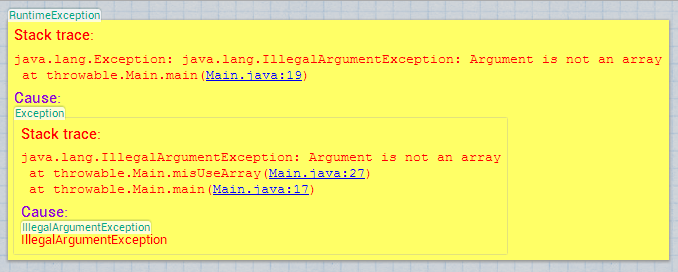 RuntimeException
Stack trace:
java.lang.Exception: java.lang.IllegalArgumentException: Argument is not an array
at throwable.Main.main(Main.java:19)
Cause:
Exception
Stack trace:
java.lang.IllegalArgumentException: Argument is not an array
at throwable.Main.misUseArray(Main.java:27)
at throwable.Main.main(Main.java:17)
Cause:
IllegalArgumentException
IllegalArgumentException